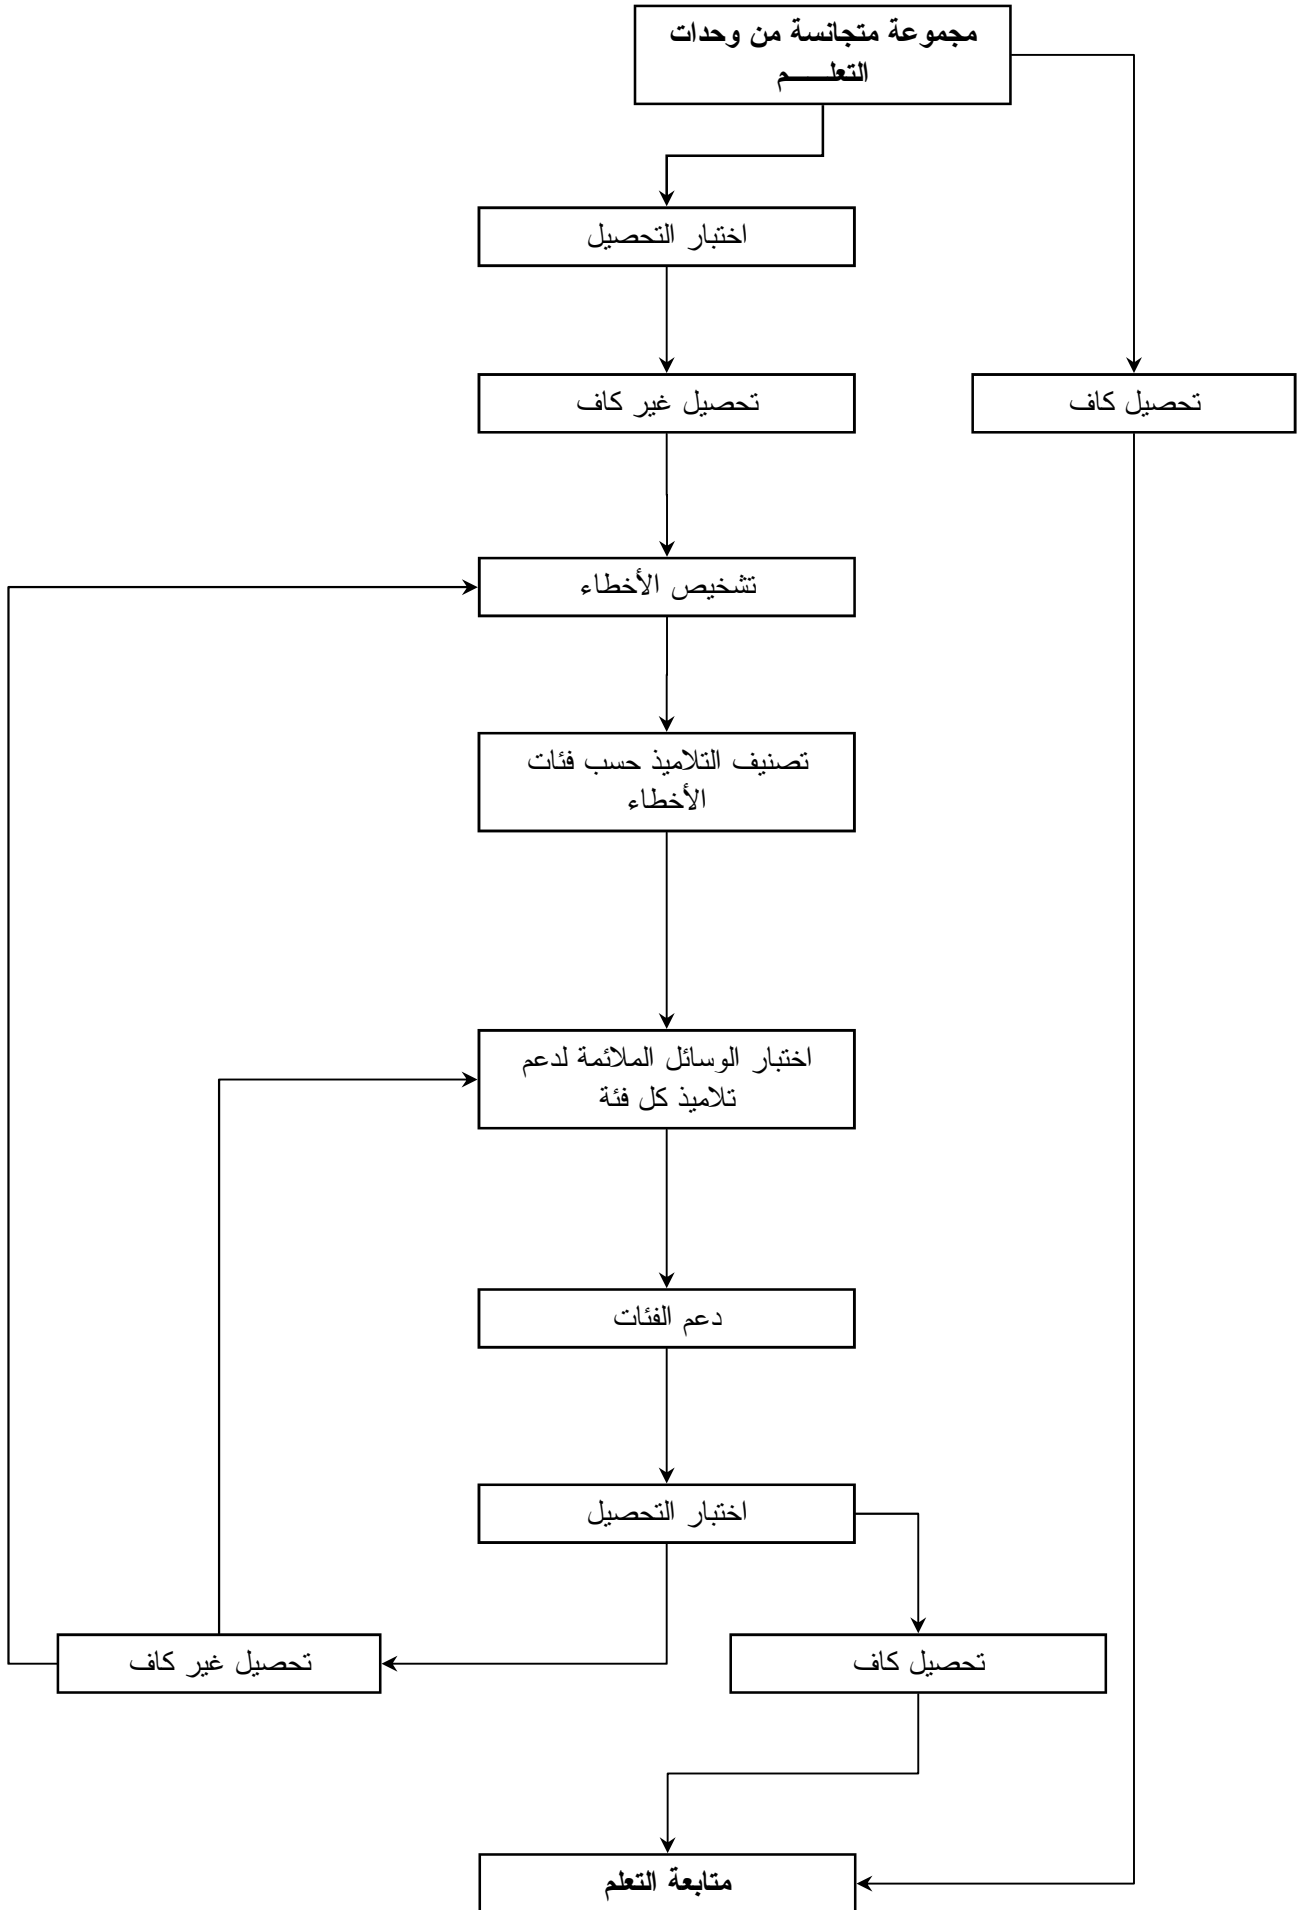 مجموعة متجانسة من وحدات
التعلـــــــم
اختبار التحصيل
تحصيل غير كاف
تحصيل كاف
تشخيص الأخطاء
تصنيف التلاميذ حسب فئات
الأخطاء
اختبار الوسائل الملائمة لدعم
تلاميذ كل فئة
دعم الفئات
اختبار التحصيل
تحصيل كاف
تحصيل غير كاف
متابعة التعلم